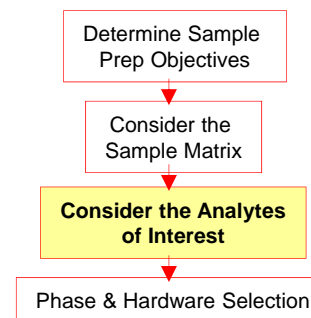 Determine Sample
Prep Objectives
Consider the
Sample Matrix
Consider the Analytes
of Interest
Phase & Hardware Selection